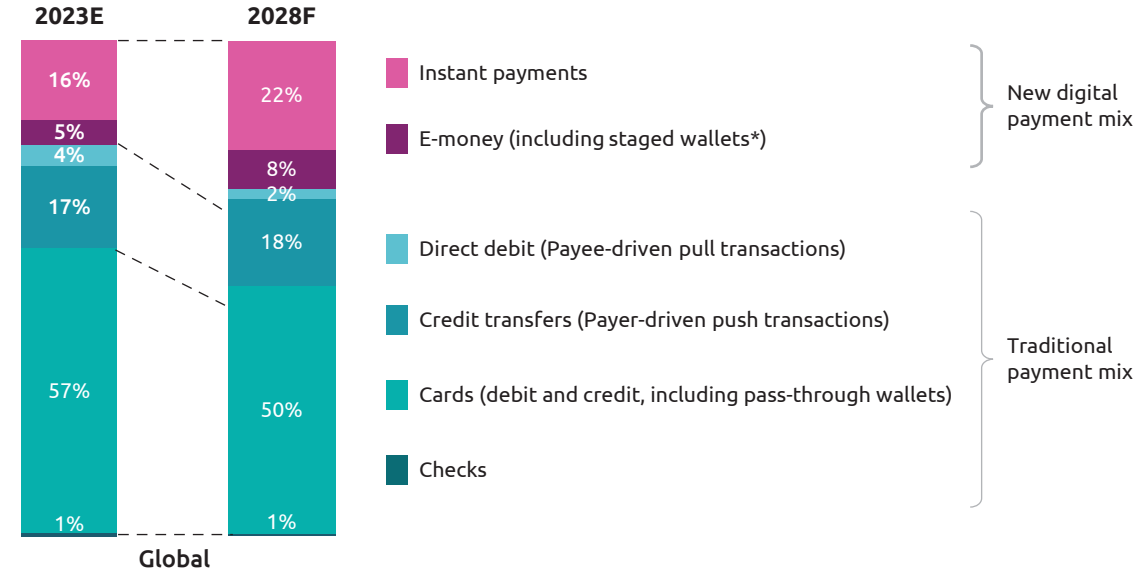 2023E
2028F
16%
5%
4%
17%
57%
1%
22%
8%
2%
18%
50%
1%
Global
Instant payments
E-money (including staged wallets*)
New digital
payment mix
Direct debit (Payee-driven pull transactions)
Credit transfers (Payer-driven push transactions)
Cards (debit and credit, including pass-through wallets)
Checks
Traditional
payment mix